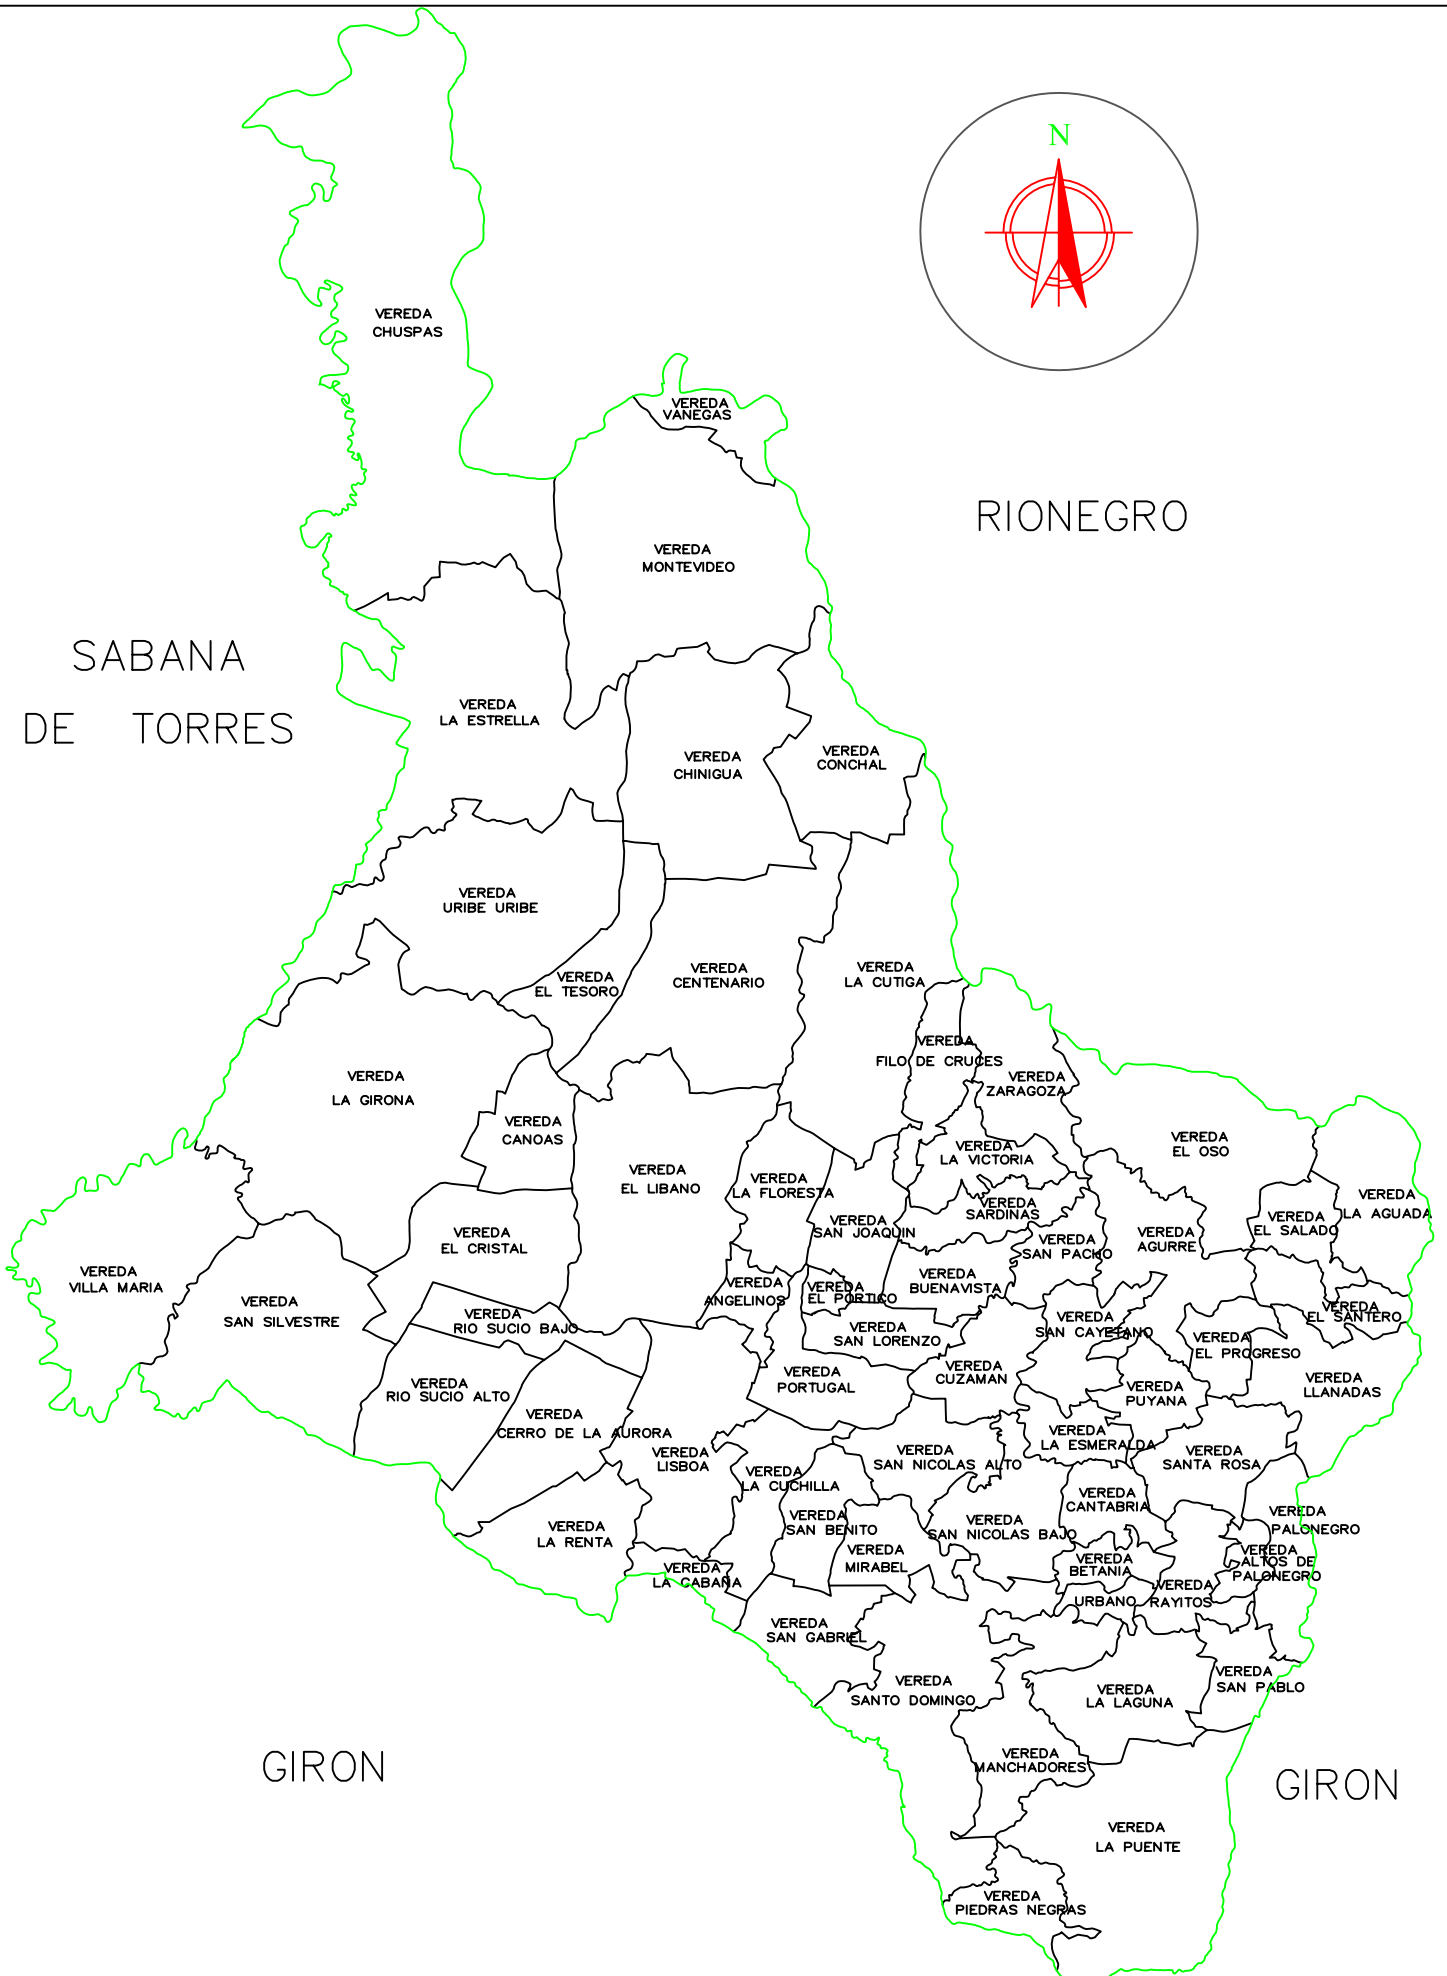 N
VEREDA
CHUSPAS
VEREDA
VANEGAS
RIONEGRO
VEREDA
MONTEVIDEO
SABANA
DE TORRES
VEREDA
LA ESTRELLA
VEREDA
CHINIGUA
VEREDA
CONCHAL
VEREDA
URIBE URIBE
VEREDA
EL TESORO
VEREDA
CENTENARIO
VEREDA
LA CUTIGA
VEREDA
FILO DE CRUCES
VEREDA
ZARAGOZA
VEREDA
LA GIRONA
VEREDA
CANOAS
VEREDA
EL LIBANO
VEREDA
LA FLORESTA
VEREDA
LA VICTORIA
VEREDA
EL OSO
VEREDA
SARDINAS
VEREDA
SAN JOAQUIN
VEREDA
SAN PACHO
VEREDA
AGURRE
VEREDA
EL SALADO
VEREDA
LA AGUADA
VEREDA
EL CRISTAL
VEREDA
VILLA MARIA
VEREDA
SAN SILVESTRE
VEREDA
RIO SUCIO BAJO
VEREDA
ANGELINOS
VEREDA
EL PORTICO
VEREDA
BUENAVISTA
VEREDA
SAN LORENZO
VEREDA
SAN CAYETANO
VEREDA
EL SANTERO
VEREDA
EL PROGRESO
VEREDA
RIO SUCIO ALTO
VEREDA
PORTUGAL
VEREDA
CUZAMAN
VEREDA
PUYANA
VEREDA
LLANADAS
VEREDA
CERRO DE LA AURORA
VEREDA
LISBOA
VEREDA
LA CUCHILLA
VEREDA
SAN NICOLAS ALTO
VEREDA
LA ESMERALDA
VEREDA
SANTA ROSA
VEREDA
CANTABRIA
VEREDA
LA RENTA
VEREDA
SAN BENITO
VEREDA
MIRABEL
VEREDA
SAN NICOLAS BAJO
VEREDA
PALONEGRO
VEREDA
ALTOS DE
PALONEGRO
VEREDA
LA CABAÑA
VEREDA
BETANIA
VEREDA
RAYITOS
URBANO
VEREDA
SAN GABRIEL
VEREDA
SANTO DOMINGO
VEREDA
LA LAGUNA
VEREDA
SAN PABLO
GIRON
VEREDA
MANCHADORES
GIRON
VEREDA
LA PUENTE
VEREDA
PIEDRAS NEGRAS